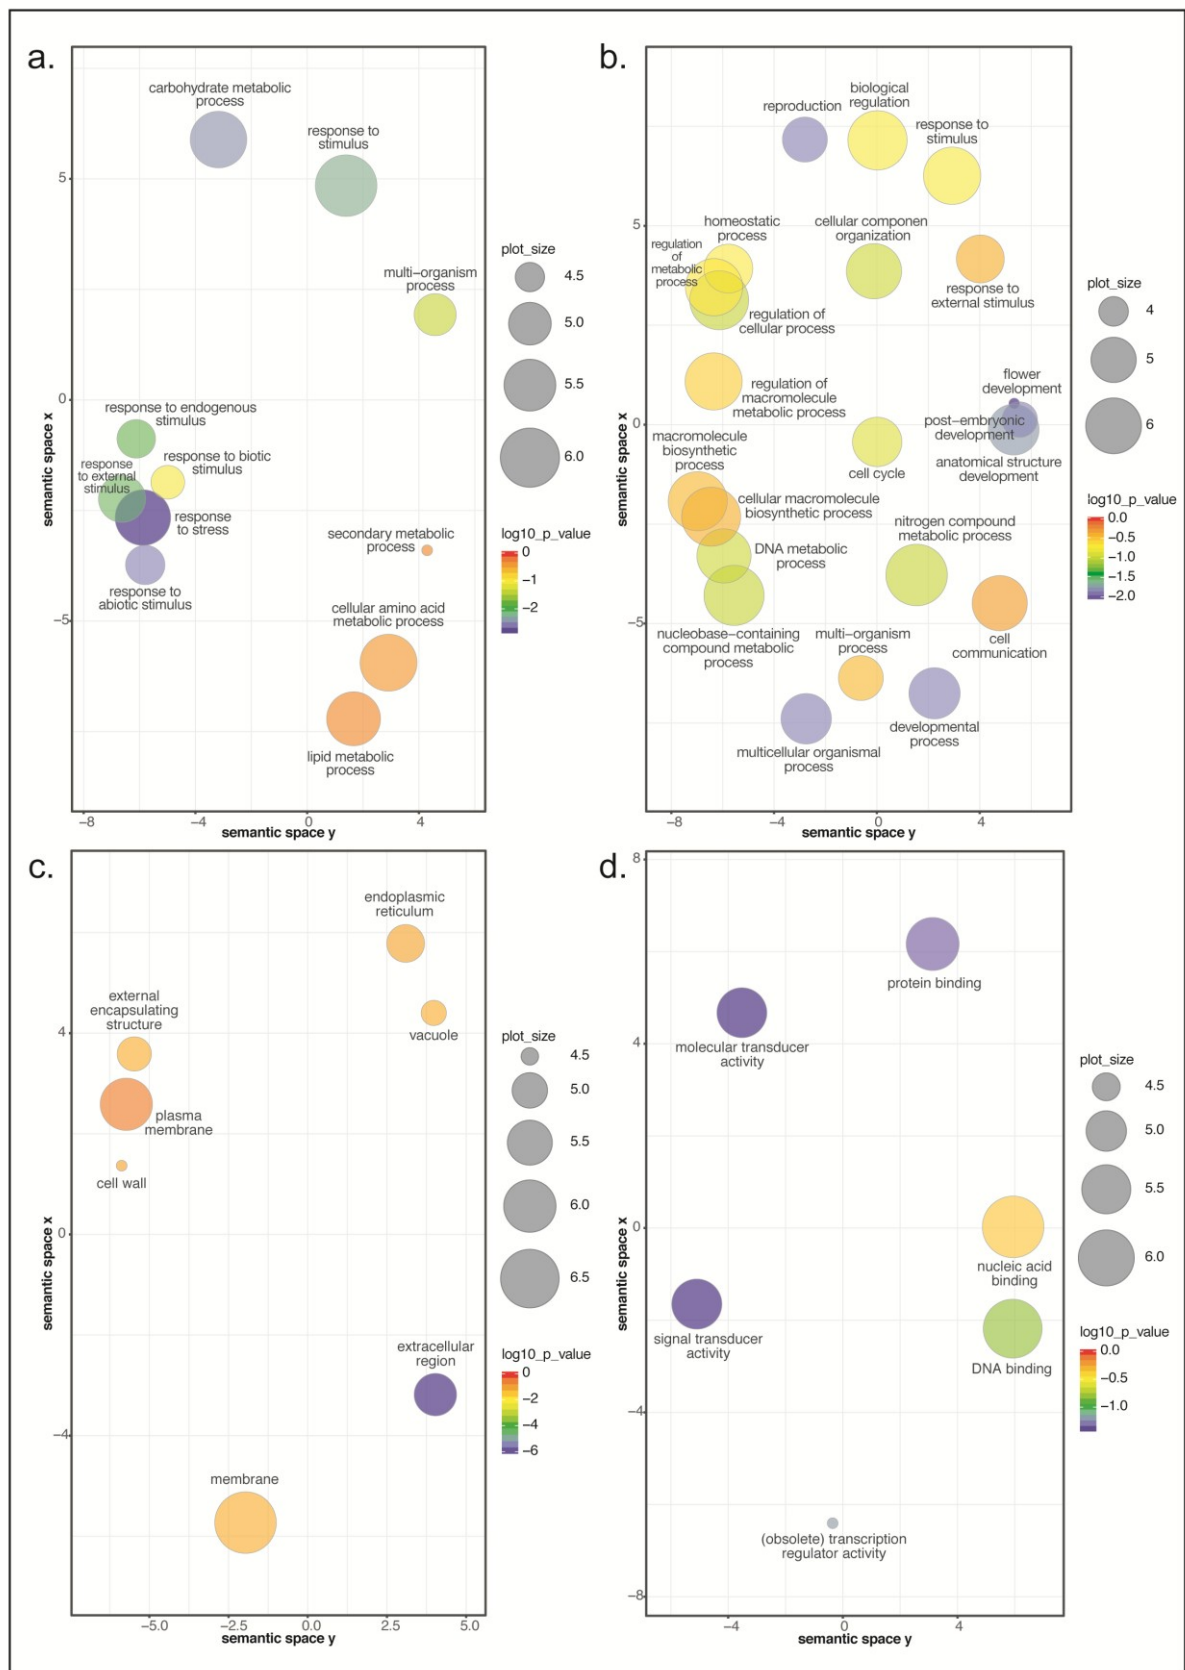 a.
carbohydrate metabolic
process
response to
stimulus
multi-organism
process
response to endogenous
stimulus
response to biotic
stimulus
response
to external
stimulus
response
to stress
response to
abiotic stimulus
secondary metabolic
process
cellular amino acid
metabolic process
lipid metabolic
process
5
0
−5
−8
−4
0
4
semantic space x
semantic space y
plot_size
4.5
5.0
5.5
6.0
log10_p_value
0
−1
−2
b.
reproduction
biological
regulation
response to
stimulus
homeostatic
process
cellular componen
organization
regulation
of
metabolic
process
response to
external stimulus
regulation of
cellular process
flower
development
regulation of
macromolecule
metabolic process
post−embryonic
development
macromolecule
biosynthetic
process
cell cycle
anatomical structure
development
cellular macromolecule
biosynthetic process
nitrogen compound
metabolic process
DNA metabolic
process
nucleobase−containing
compound metabolic
process
multi−organism
process
cell
communication
multicellular organismal
process
developmental
process
5
0
−5
−8
−4
0
4
semantic space x
semantic space y
plot_size
4
5
6
log10_p_value
0.0
−0.5
−1.0
−1.5
−2.0
c.
endoplasmic
reticulum
external
encapsulating
structure
vacuole
plasma
membrane
cell wall
extracellular
region
membrane
4
0
−4
−5.0
−2.5
0.0
2.5
5.0
semantic space x
semantic space y
plot_size
4.5
5.0
5.5
6.0
6.5
log10_p_value
0
−2
−4
−6
d.
protein binding
molecular transducer
activity
nucleic acid
binding
signal transducer
activity
DNA binding
(obsolete) transcription
regulator activity
8
4
0
−4
−8
−4
0
4
semantic space x
semantic space y
plot_size
4.5
5.0
5.5
6.0
log10_p_value
0.0
−0.5
−1.0